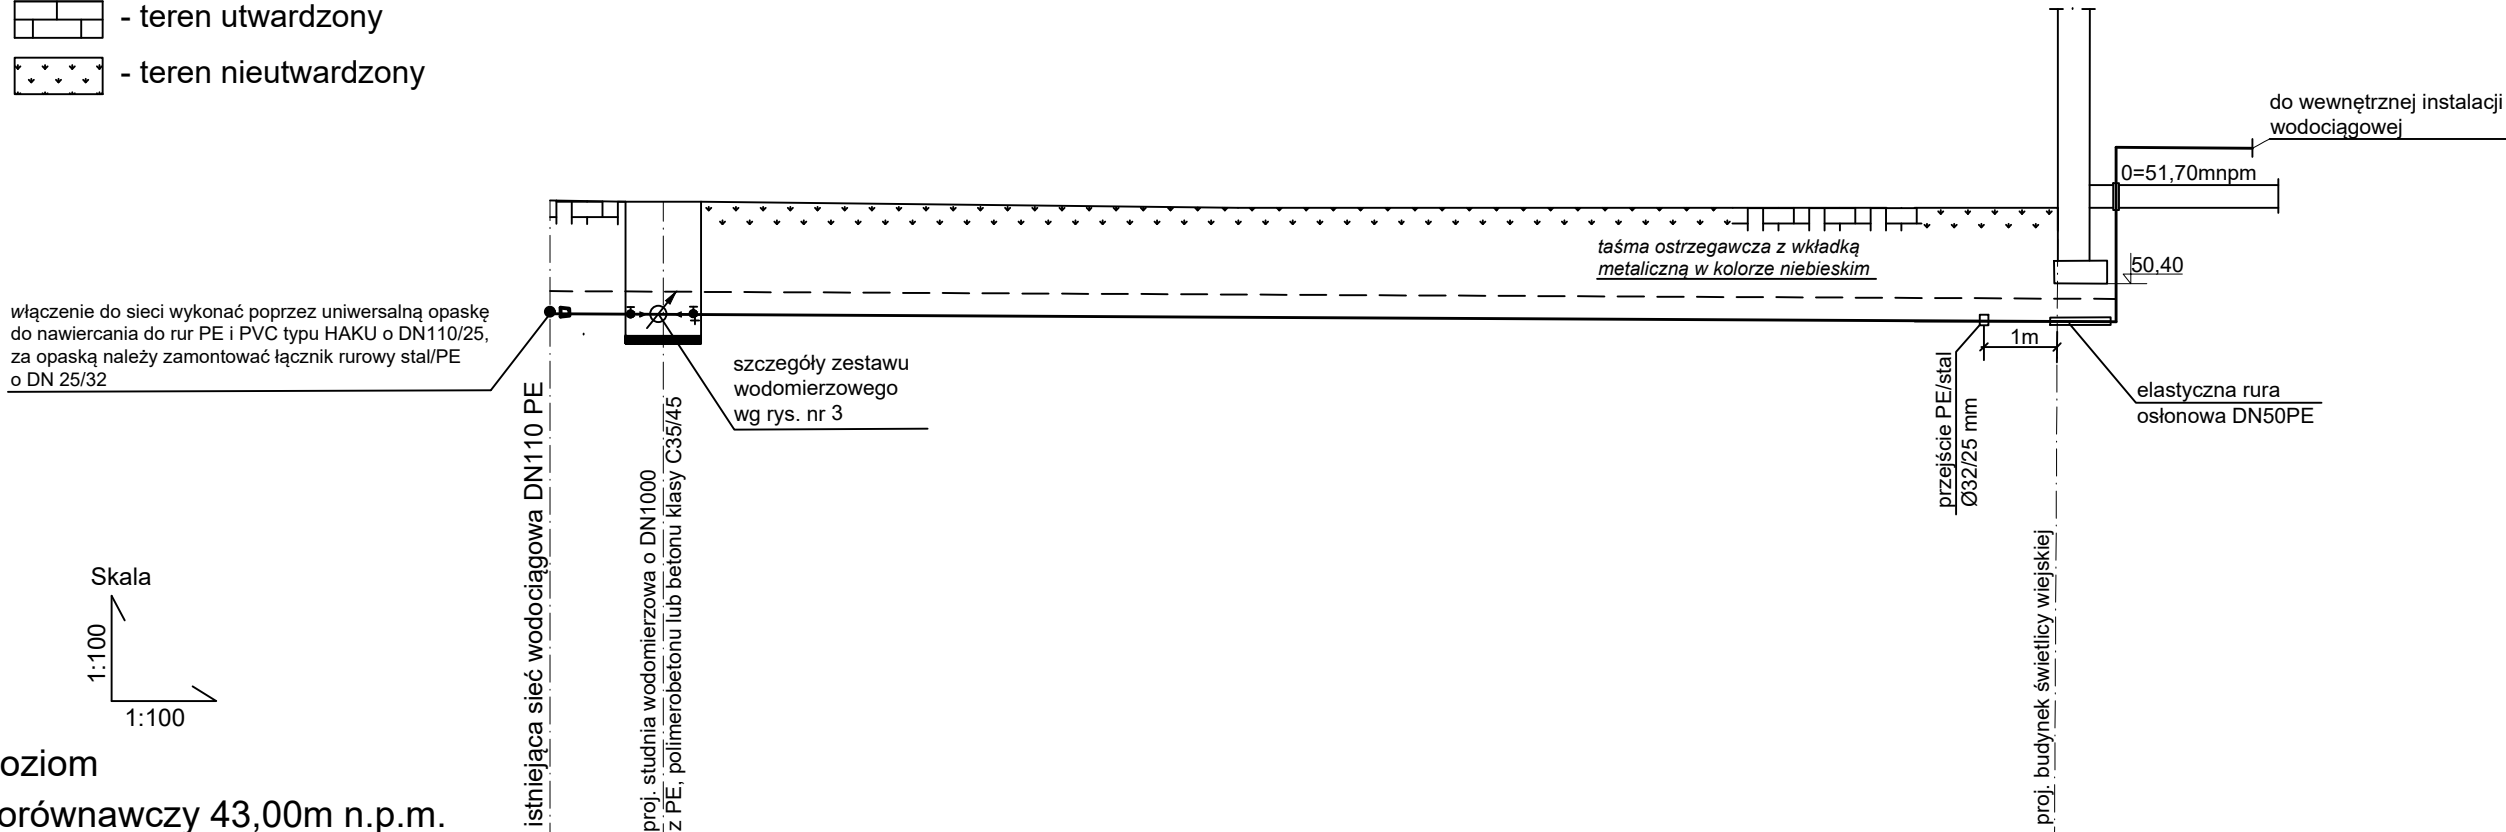 - teren utwardzony
- teren nieutwardzony
do wewnętrznej instalacji
wodociągowej
0=51,70mnpm
taśma ostrzegawcza z wkładką
metaliczną w kolorze niebieskim
50,40
włączenie do sieci wykonać poprzez uniwersalną opaskę
do nawiercania do rur PE i PVC typu HAKU o DN110/25,
za opaską należy zamontować łącznik rurowy stal/PE
o DN 25/32
szczegóły zestawu
wodomierzowego
wg rys. nr 3
1m
elastyczna rura
osłonowa DN50PE
przejście PE/stal
Ø32/25 mm
istniejąca sieć wodociągowa DN110 PE
proj. studnia wodomierzowa o DN1000
z PE, polimerobetonu lub betonu klasy C35/45
proj. budynek świetlicy wiejskiej
Skala
1:100
1:100
oziom
orównawczy 43,00m n.p.m.